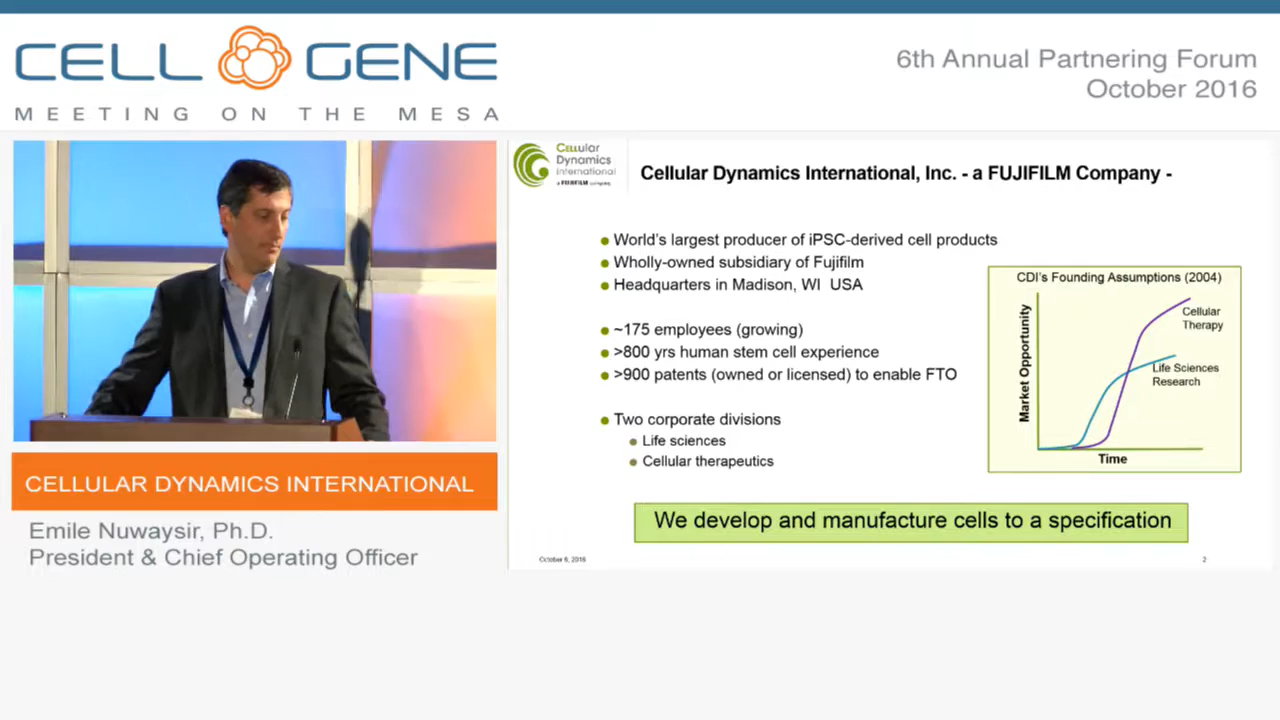 CELL GENE
MEETING ON THE MESA
6th Annual Partnering Forum
October 2016
Cellular
Dynamics
international
a FUJIFILM company
Cellular Dynamics International, Inc. - a FUJIFILM Company -
World's largest producer of iPSC-derived cell products
Wholly-owned subsidiary of Fujifilm
Headquarters in Madison, WI USA
~175 employees (growing)
>800 yrs human stem cell experience
>900 patents (owned or licensed) to enable FTO
Two corporate divisions
Life sciences
Cellular therapeutics
CDI's Founding Assumptions (2004)
Market Opportunity
Cellular
Therapy
Life Sciences
Research
Time
We develop and manufacture cells to a specification
October 6, 2016
2
CELLULAR DYNAMICS INTERNATIONAL
Emile Nuwaysir, Ph.D.
President & Chief Operating Officer